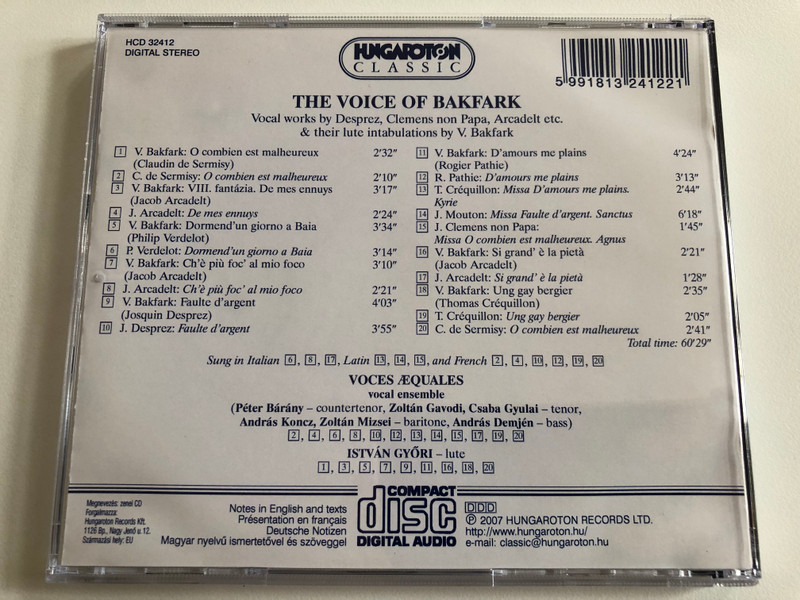 HCD 32412
DIGITAL STEREO
HUNGAROTON
CLASSIC
5 991813 241221
THE VOICE OF BAKFARK
Vocal works by Desprez, Clemens non Papa, Arcadelt etc.
& their lute intabulations by V. Bakfark
1 V. Bakfark: O combien est malheureux 2'32"
(Claudin de Sermisy)
2 C. de Sermisy: O combien est malheureux 2'10"
3 V. Bakfark: VIII. fantázia. De mes ennuys 3'17"
(Jacob Arcadelt)
4 J. Arcadelt: De mes ennuys 2'24"
5 V. Bakfark: Dormend'un giorno a Baia 3'34"
(Philip Verdelot)
6 P. Verdelot: Dormend'un giorno a Baia 3'14"
7 V. Bakfark: Ch'è più foc' al mio foco 3'10"
(Jacob Arcadelt)
8 J. Arcadelt: Ch'è più foc' al mio foco 2'21"
9 V. Bakfark: Faulte d'argent 4'03"
(Josquin Desprez)
10 J. Desprez: Faulte d'argent 3'55"
11 V. Bakfark: D'amours me plains 4'24"
(Rogier Pathie)
12 R. Pathie: D'amours me plains 3'13"
13 T. Créquillon: Missa D'amours me plains. 2'44"
Kyrie
14 J. Mouton: Missa Faulte d'argent. Sanctus 6'18"
15 J. Clemens non Papa: 1'45"
Missa O combien est malheureux. Agnus
16 V. Bakfark: Si grand' è la pietà 2'21"
(Jacob Arcadelt)
17 J. Arcadelt: Si grand' è la pietà 1'28"
18 V. Bakfark: Ung gay bergier 2'35"
(Thomas Créquillon)
19 T. Créquillon: Ung gay bergier 2'05"
20 C. de Sermisy: O combien est malheureux 2'41"
Total time: 60'29"
Sung in Italian 6, 8, 17, Latin 13, 14, 15, and French 2, 4, 10, 12, 19, 20
VOCES ÆQUALES
vocal ensemble
(Péter Bárány – countertenor, Zoltán Gavodi, Csaba Gyulai – tenor,
András Koncz, Zoltán Mizsei – baritone, András Demjén – bass)
2, 4, 6, 8, 10, 12, 13, 14, 15, 17, 19, 20
ISTVÁN GYŐRI – lute
1, 3, 5, 7, 9, 11, 16, 18, 20
Megnevezés: zenei CD
Forgalmazza:
Hungaroton Records Kft.
1126 Bp., Nagy Jenő u. 12.
Származási hely: EU
Notes in English and texts
Présentation en français
Deutsche Notizen
Magyar nyelvű ismertetővel és szöveggel
COMPACT
disc
DIGITAL AUDIO
DDD
℗ 2007 HUNGAROTON RECORDS LTD.
http://www.hungaroton.hu/
e-mail: classic@hungaroton.hu